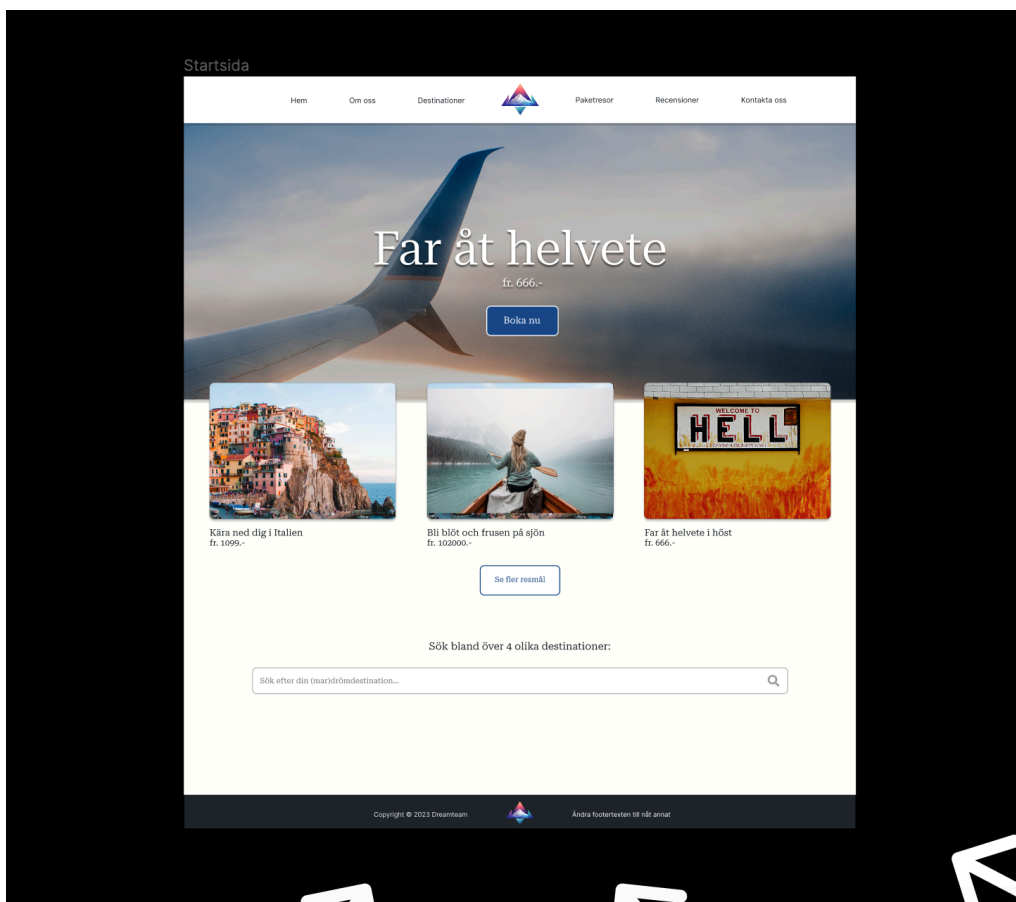 Startsida
Hem Om oss Destinationer Paketresor Recensioner Kontakta oss
Far åt helvete
fr. 666.-
Boka nu
WELCOME TO
HELL
Kära ned dig i Italien
fr. 1099.-
Bli blöt och frusen på sjön
fr. 102000.-
Far åt helvete i höst
fr. 666.-
Se fler resmål
Sök bland över 4 olika destinationer:
Sök efter din (mar)drömdestination...
Copyright © 2023 Dreamteam Ändra footertexten till nåt annat